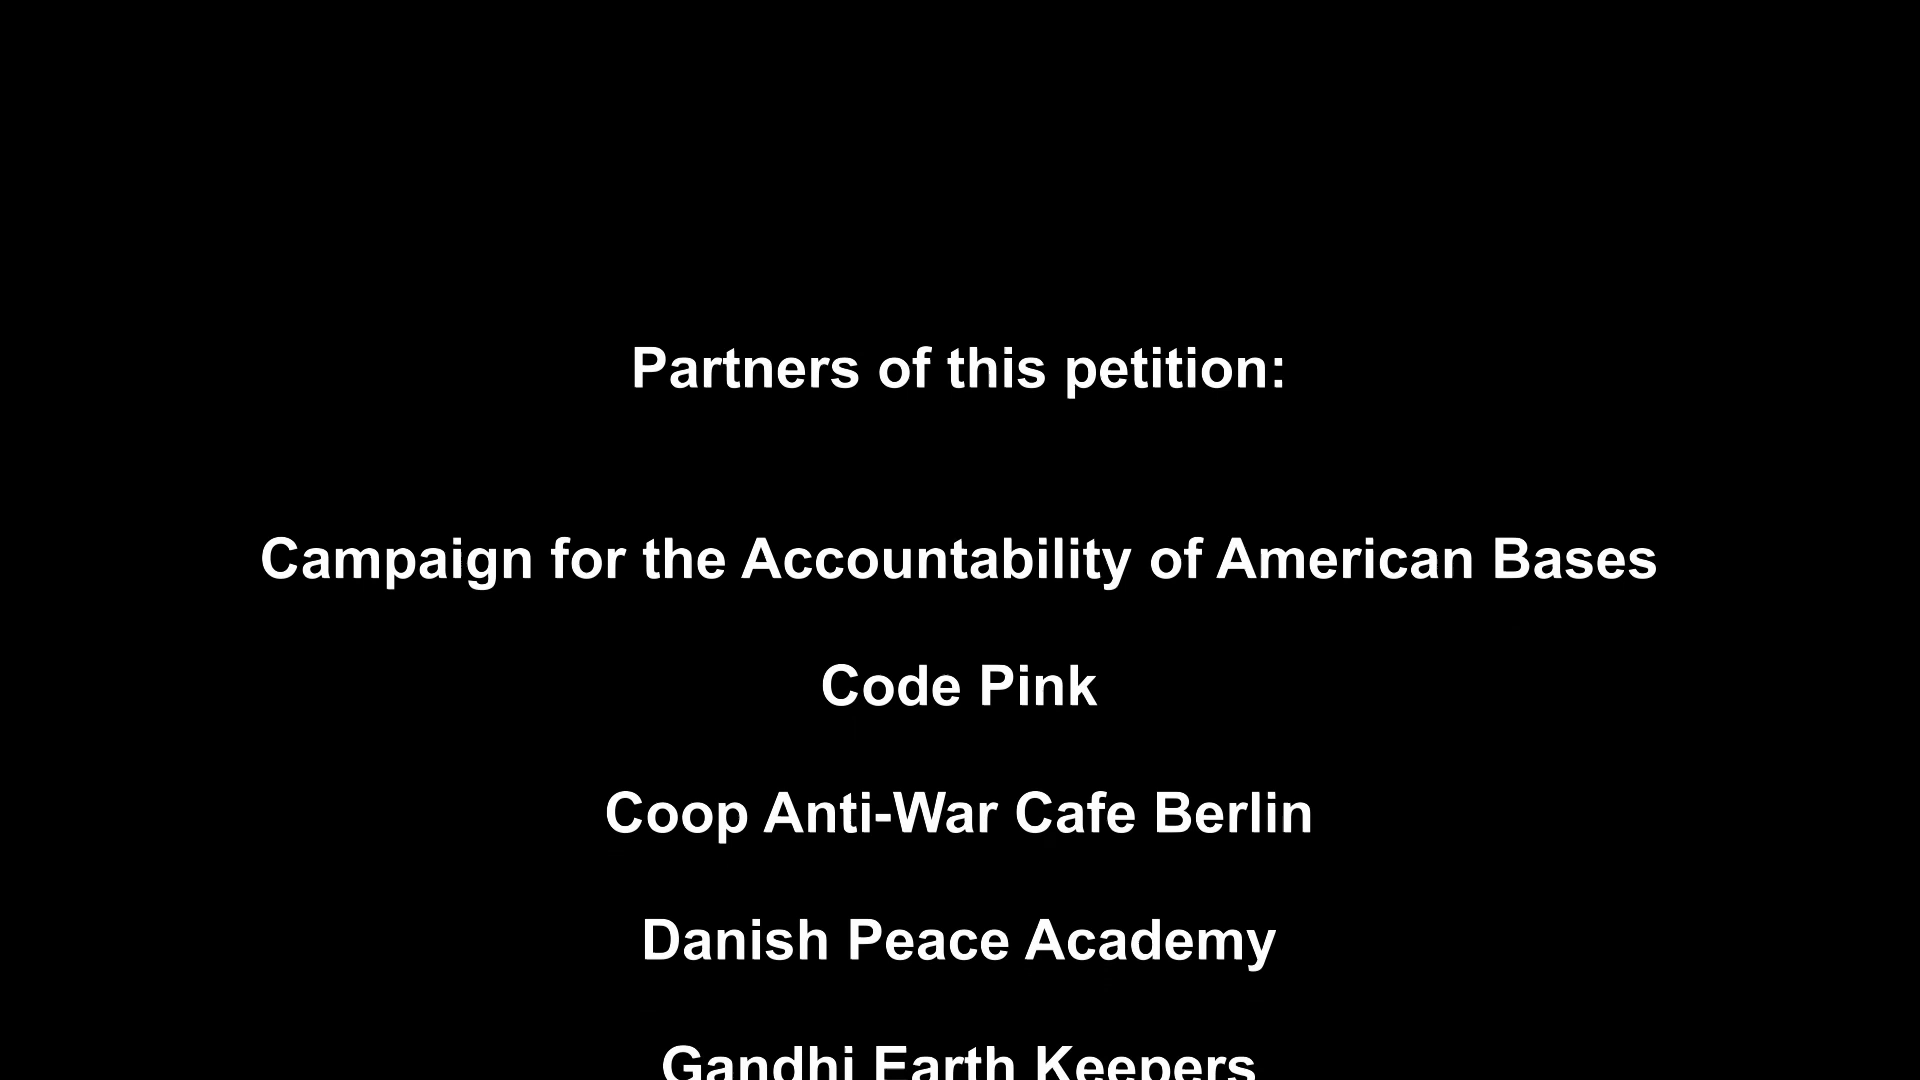 Partners of this petition:
Campaign for the Accountability of American Bases
Code Pink
Coop Anti-War Cafe Berlin
Danish Peace Academy
Gandhi Earth Keepers